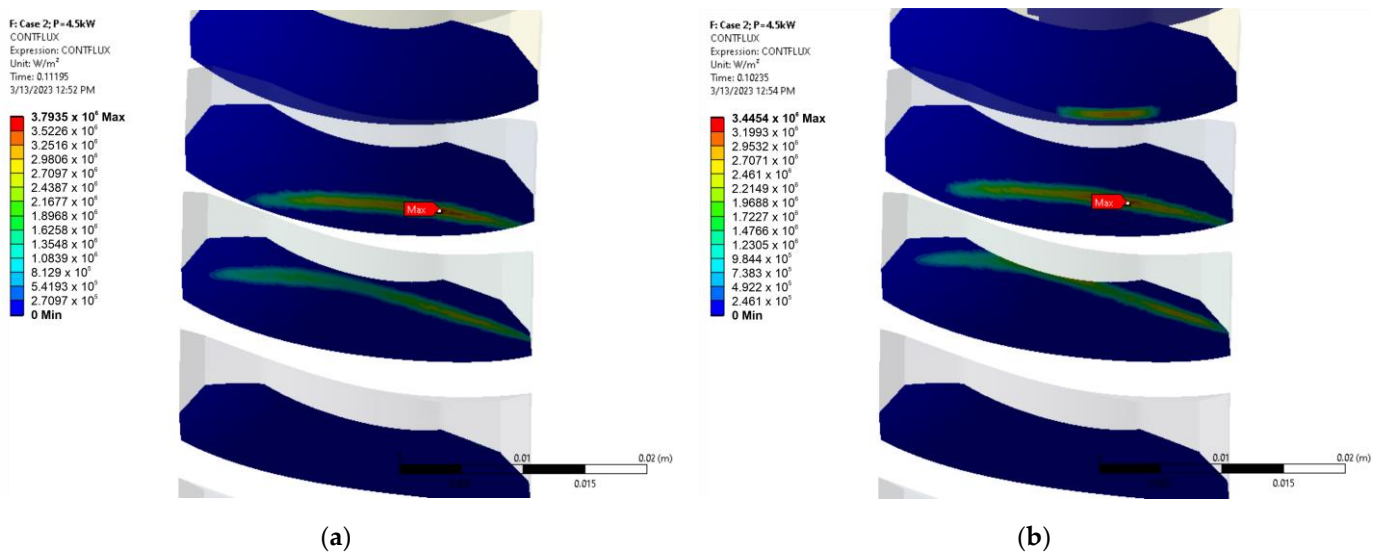 F: Case 2; P=4.5kW
CONTFLUX
Expression: CONTFLUX
Unit: W/m²
Time: 0.11195
3/13/2023 12:52 PM
3.7935 x 10⁶ Max
3.5226 x 10⁶
3.2516 x 10⁶
2.9806 x 10⁶
2.7097 x 10⁶
2.4387 x 10⁶
2.1677 x 10⁶
1.8968 x 10⁶
1.6258 x 10⁶
1.3548 x 10⁶
1.0839 x 10⁶
8.129 x 10⁵
5.4193 x 10⁵
2.7097 x 10⁵
0 Min
Max
0.01
0.02 (m)
0.015
(a)
F: Case 2; P=4.5kW
CONTFLUX
Expression: CONTFLUX
Unit: W/m²
Time: 0.10235
3/13/2023 12:54 PM
3.4454 x 10⁶ Max
3.1993 x 10⁶
2.9532 x 10⁶
2.7071 x 10⁶
2.461 x 10⁶
2.2149 x 10⁶
1.9688 x 10⁶
1.7227 x 10⁶
1.4766 x 10⁶
1.2305 x 10⁶
9.844 x 10⁵
7.383 x 10⁵
4.922 x 10⁵
2.461 x 10⁵
0 Min
Max
0.01
0.02 (m)
0.015
(b)